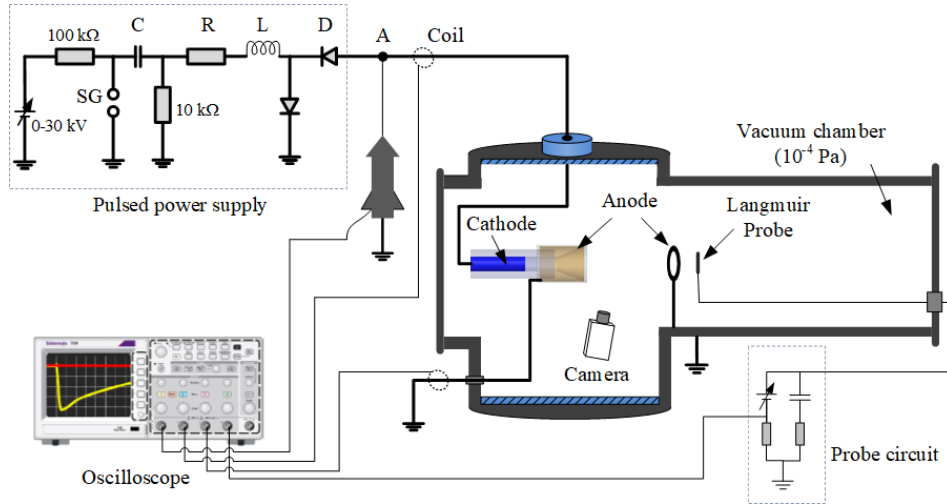 C R L D A Coil
100 kΩ
SG
10 kΩ
0-30 kV
Pulsed power supply
Vacuum chamber
(10⁻⁴ Pa)
Cathode
Anode
Langmuir
Probe
Camera
Tektronix
Oscilloscope
Probe circuit